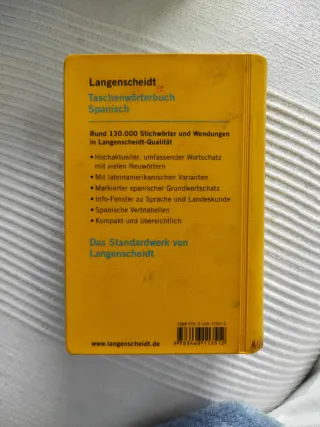 Langenscheidt
Taschenwörterbuch
Spanisch
Rund 130.000 Stichwörter und Wendungen
in Langenscheidt-Qualität
• Hochaktueller, umfassender Wortschatz
mit vielen Neuwörtern
• Mit lateinamerikanischen Varianten
• Markierter spanischer Grundwortschatz
• Info-Fenster zu Sprache und Landeskunde
• Spanische Verbtabellen
• Kompakt und übersichtlich
Das Standardwerk von
Langenscheidt
www.langenscheidt.de